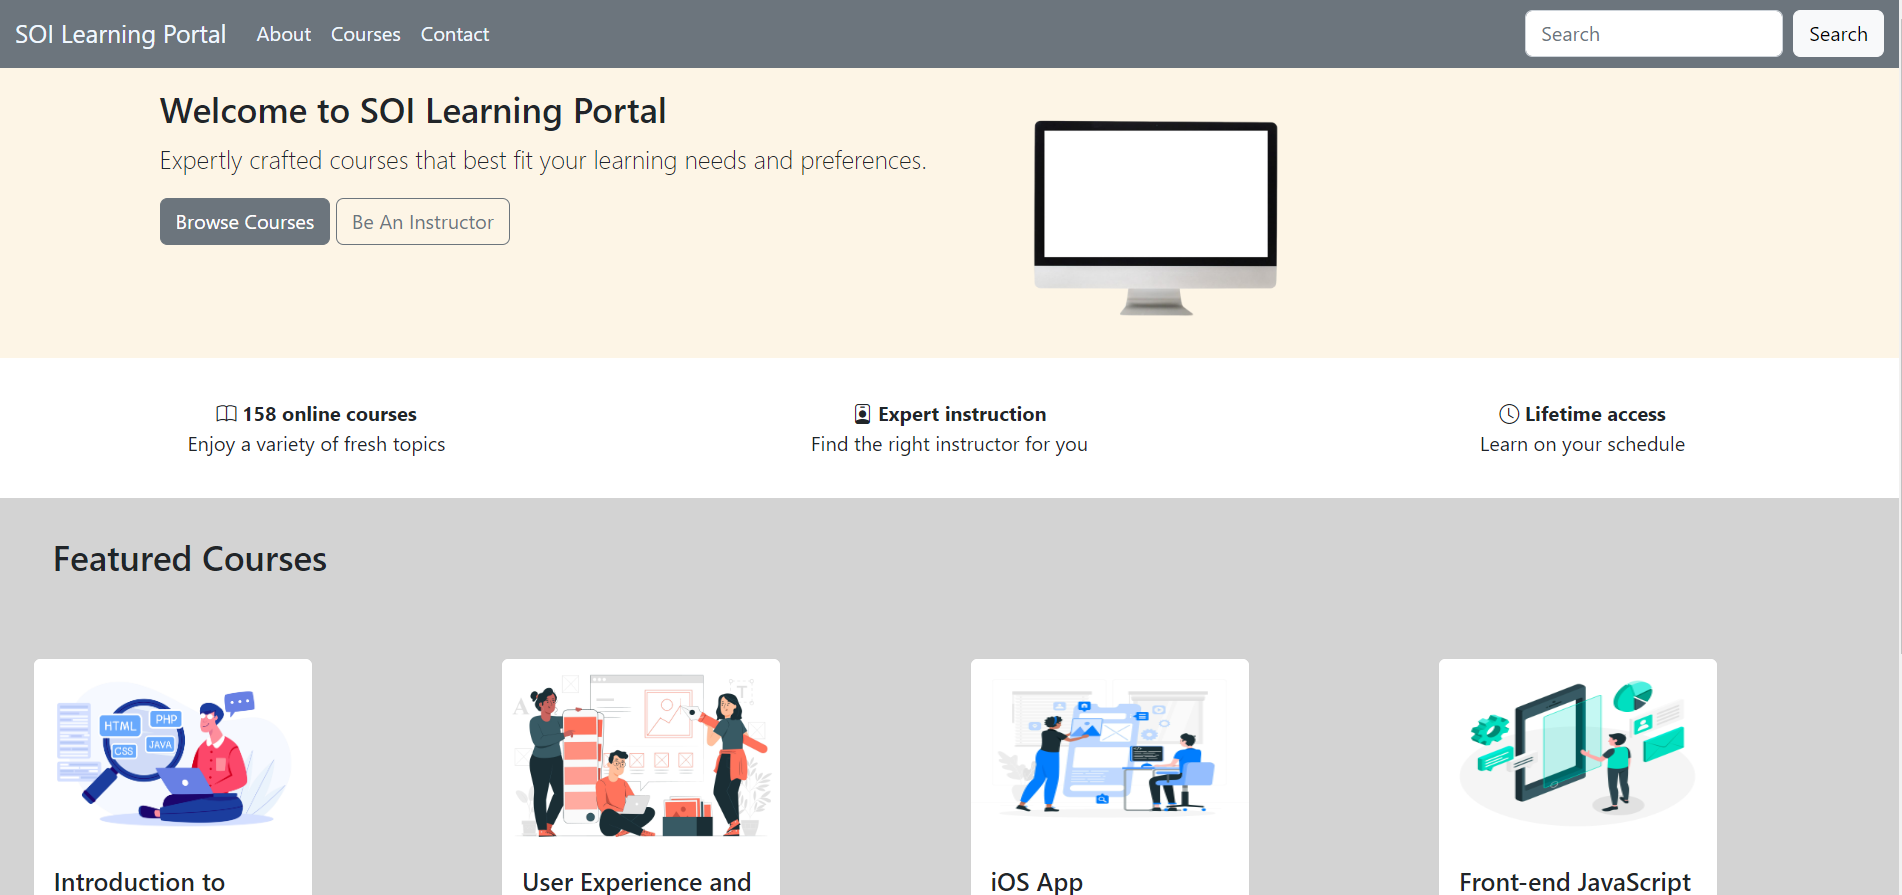 SOI Learning Portal About Courses Contact Search Search
Welcome to SOI Learning Portal
Expertly crafted courses that best fit your learning needs and preferences.
Browse Courses Be An Instructor
158 online courses
Enjoy a variety of fresh topics
Expert instruction
Find the right instructor for you
Lifetime access
Learn on your schedule
Featured Courses
HTML
PHP
CSS
JAVA
A
T
Introduction to
User Experience and
iOS App
Front-end JavaScript